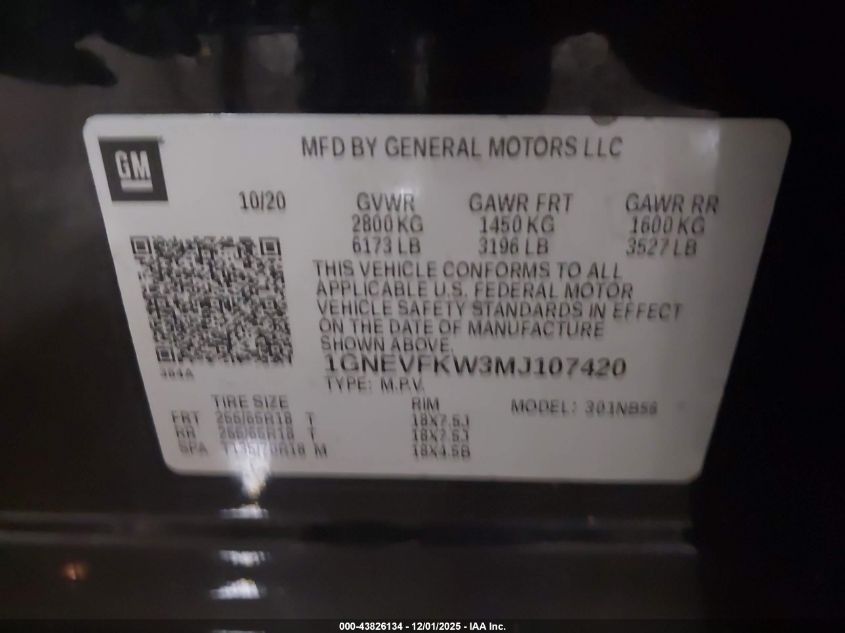 GM
MFD BY GENERAL MOTORS LLC
10/20 GVWR GAWR FRT GAWR RR
2800 KG 1450 KG 1600 KG
6173 LB 3196 LB 3527 LB
THIS VEHICLE CONFORMS TO ALL
APPLICABLE U.S. FEDERAL MOTOR
VEHICLE SAFETY STANDARDS IN EFFECT
ON THE DATE OF MANUFACTURE
SHOWN ABOVE.
1GNEVFKW3MJ107420
TYPE: M.P.V.
TIRE SIZE RIM MODEL:
FRT T 18X7.5J
RR T 18X7.5J
SPA M 18X4.5B
000-43826134 - 12/01/2025 - IAA Inc.